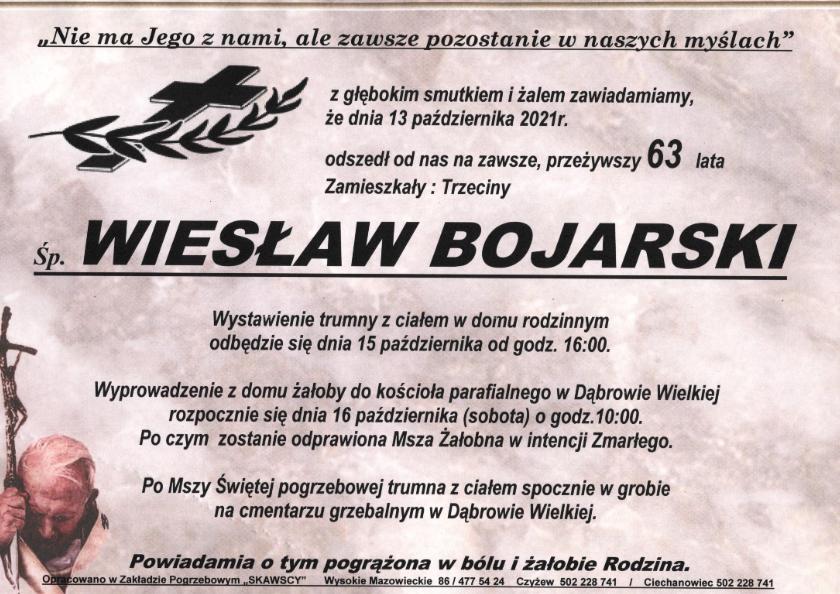 „Nie ma Jego z nami, ale zawsze pozostanie w naszych myślach”
z głębokim smutkiem i żalem zawiadamiamy,
że dnia 13 października 2021r.
odszedł od nas na zawsze, przeżywszy 63 lata
Zamieszkały : Trzeciny
Śp. WIESŁAW BOJARSKI
Wystawienie trumny z ciałem w domu rodzinnym
odbędzie się dnia 15 października od godz. 16:00.
Wyprowadzenie z domu żałoby do kościoła parafialnego w Dąbrowie Wielkiej
rozpocznie się dnia 16 października (sobota) o godz.10:00.
Po czym zostanie odprawiona Msza Żałobna w intencji Zmarłego.
Po Mszy Świętej pogrzebowej trumna z ciałem spocznie w grobie
na cmentarzu grzebalnym w Dąbrowie Wielkiej.
Powiadamia o tym pogrążona w bólu i żałobie Rodzina.
Opracowano w Zakładzie Pogrzebowym „SKAWSCY” Wysokie Mazowieckie 86 / 477 54 24 Czyżew 502 228 741 / Ciechanowiec 502 228 741